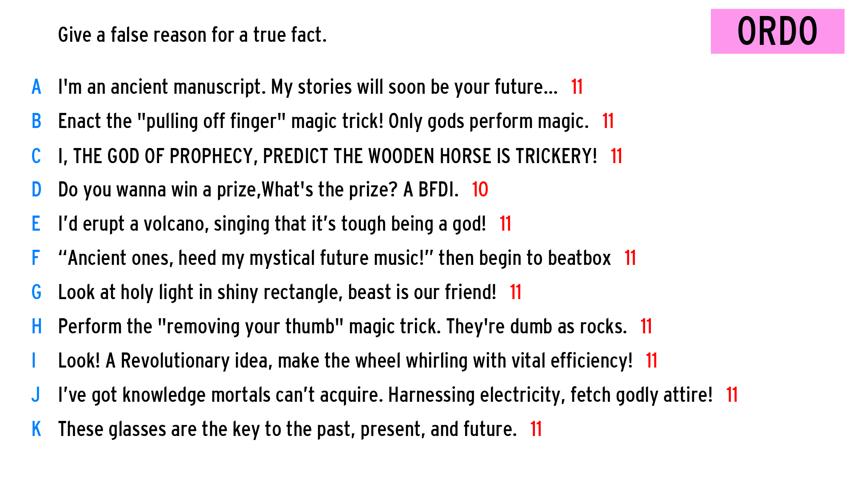 Give a false reason for a true fact.
ORDO
A I'm an ancient manuscript. My stories will soon be your future... 11
B Enact the "pulling off finger" magic trick! Only gods perform magic. 11
C I, THE GOD OF PROPHECY, PREDICT THE WOODEN HORSE IS TRICKERY! 11
D Do you wanna win a prize,What's the prize? A BFDI. 10
E I’d erupt a volcano, singing that it’s tough being a god! 11
F “Ancient ones, heed my mystical future music!” then begin to beatbox 11
G Look at holy light in shiny rectangle, beast is our friend! 11
H Perform the "removing your thumb" magic trick. They're dumb as rocks. 11
I Look! A Revolutionary idea, make the wheel whirling with vital efficiency! 11
J I’ve got knowledge mortals can’t acquire. Harnessing electricity, fetch godly attire! 11
K These glasses are the key to the past, present, and future. 11